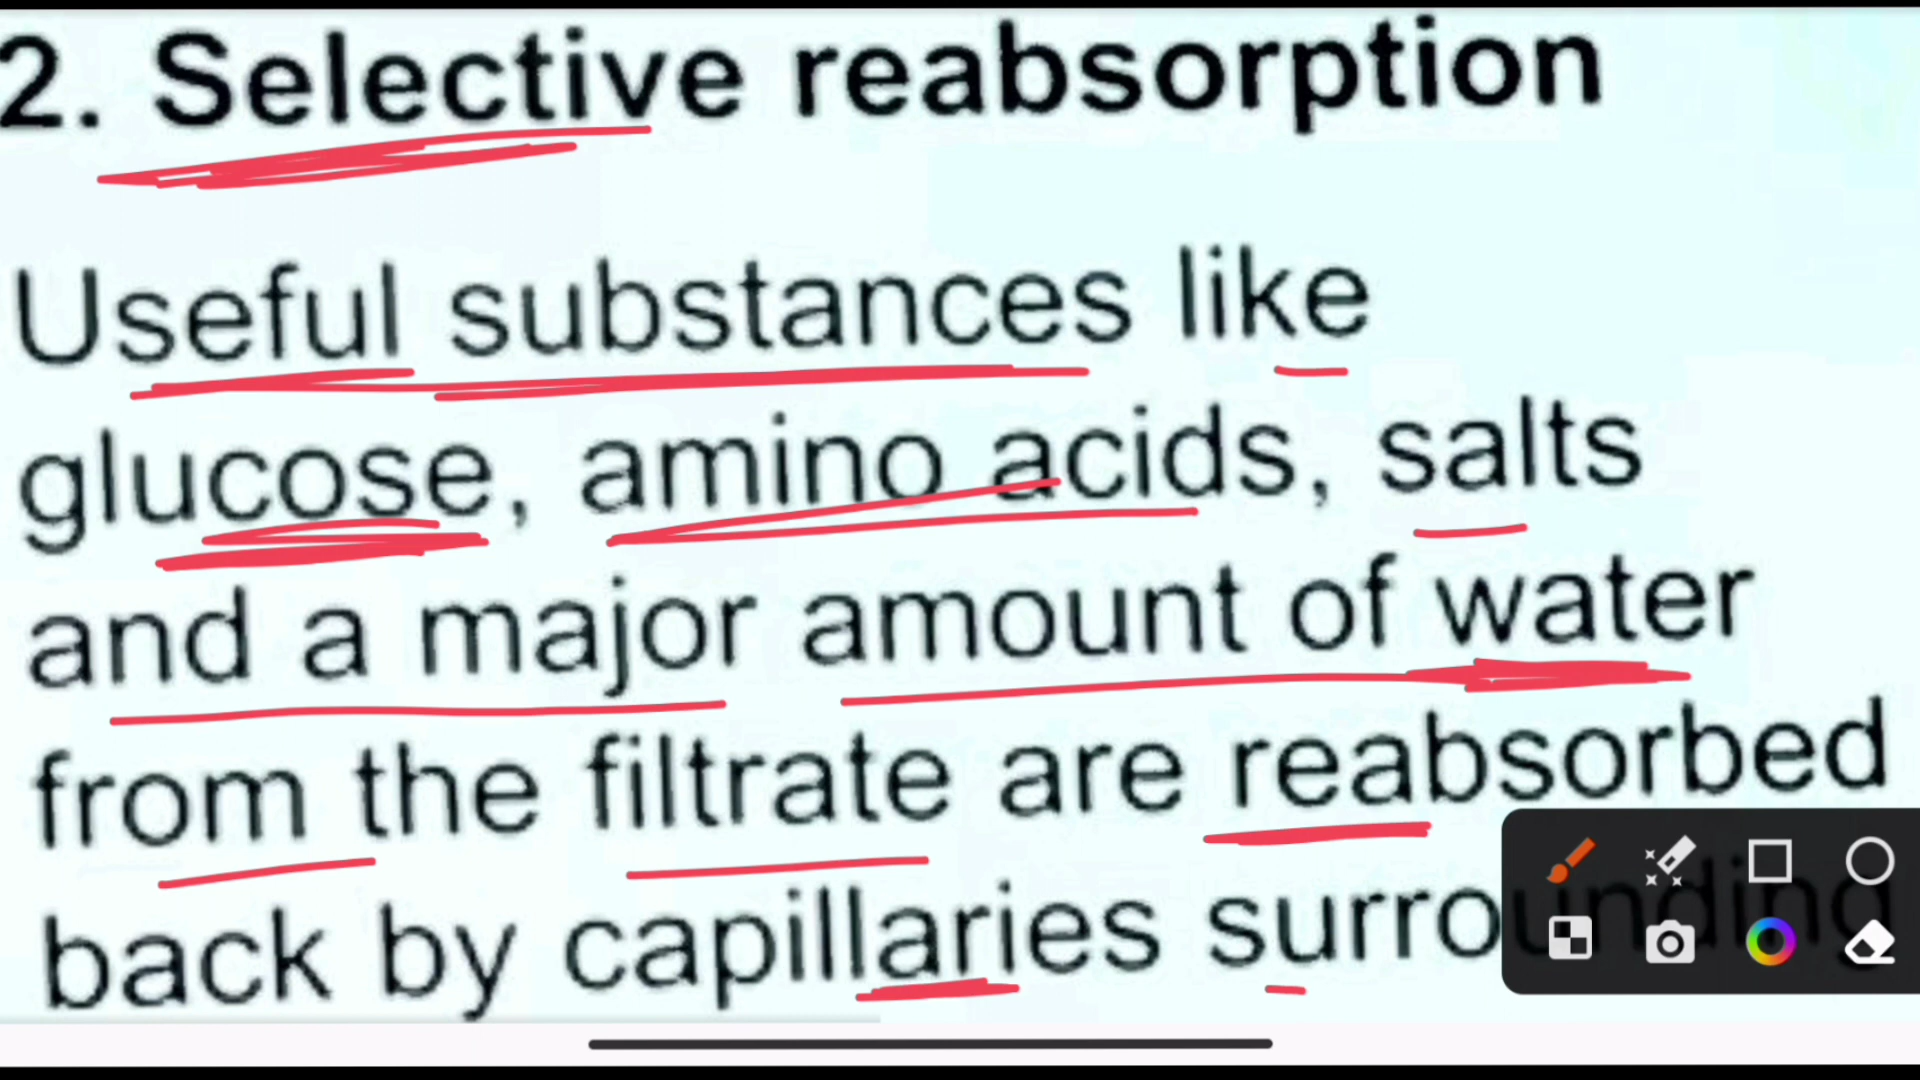 2. Selective reabsorption
Useful substances like
glucose, amino acids, salts
and a major amount of water
from the filtrate are reabsorbed
back by capillaries surrounding